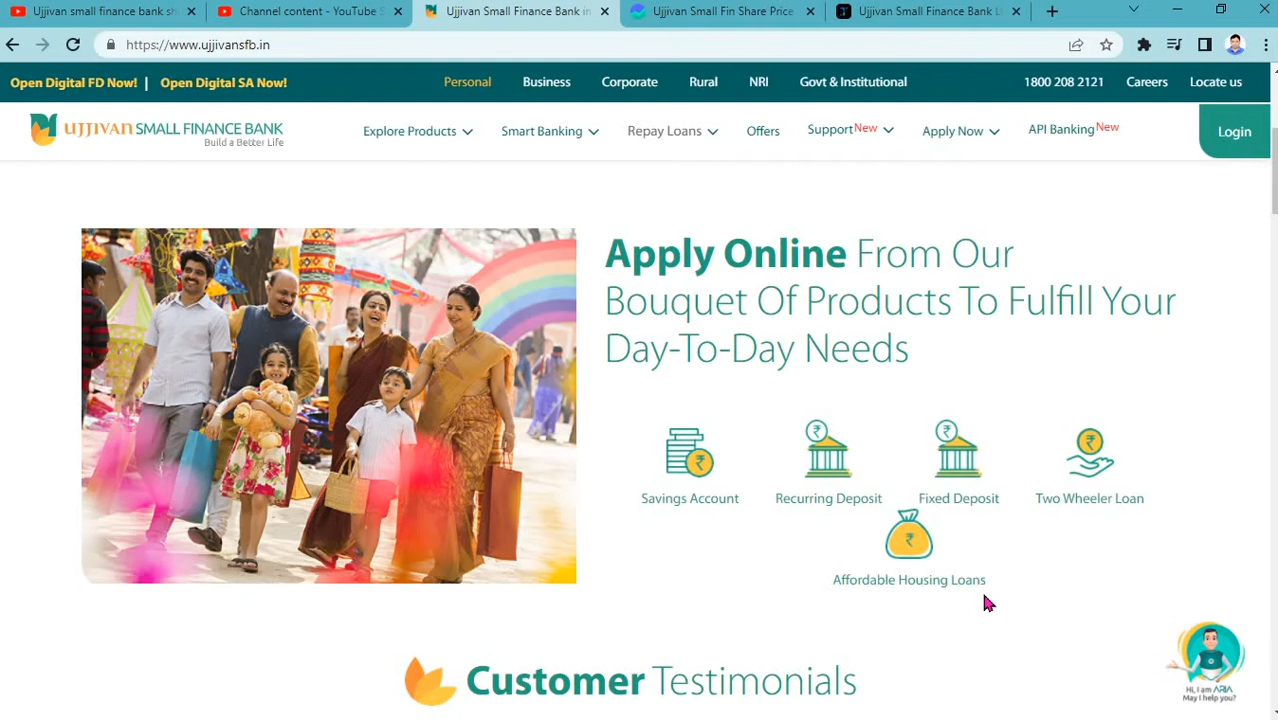 Ujjivan small finance bank sh
Channel content - YouTube S
Ujjivan Small Finance Bank in
Ujjivan Small Fin Share Price
Ujjivan Small Finance Bank L
https://www.ujjivansfb.in
Open Digital FD Now! | Open Digital SA Now!
Personal Business Corporate Rural NRI Govt & Institutional
1800 208 2121 Careers Locate us
UJJIVAN SMALL FINANCE BANK
Build a Better Life
Explore Products Smart Banking Repay Loans Offers Support New Apply Now API Banking New
Login
Apply Online From Our
Bouquet Of Products To Fulfill Your
Day-To-Day Needs
Savings Account Recurring Deposit Fixed Deposit Two Wheeler Loan
Affordable Housing Loans
Hi, I am ARIA
May I help you?
Customer Testimonials